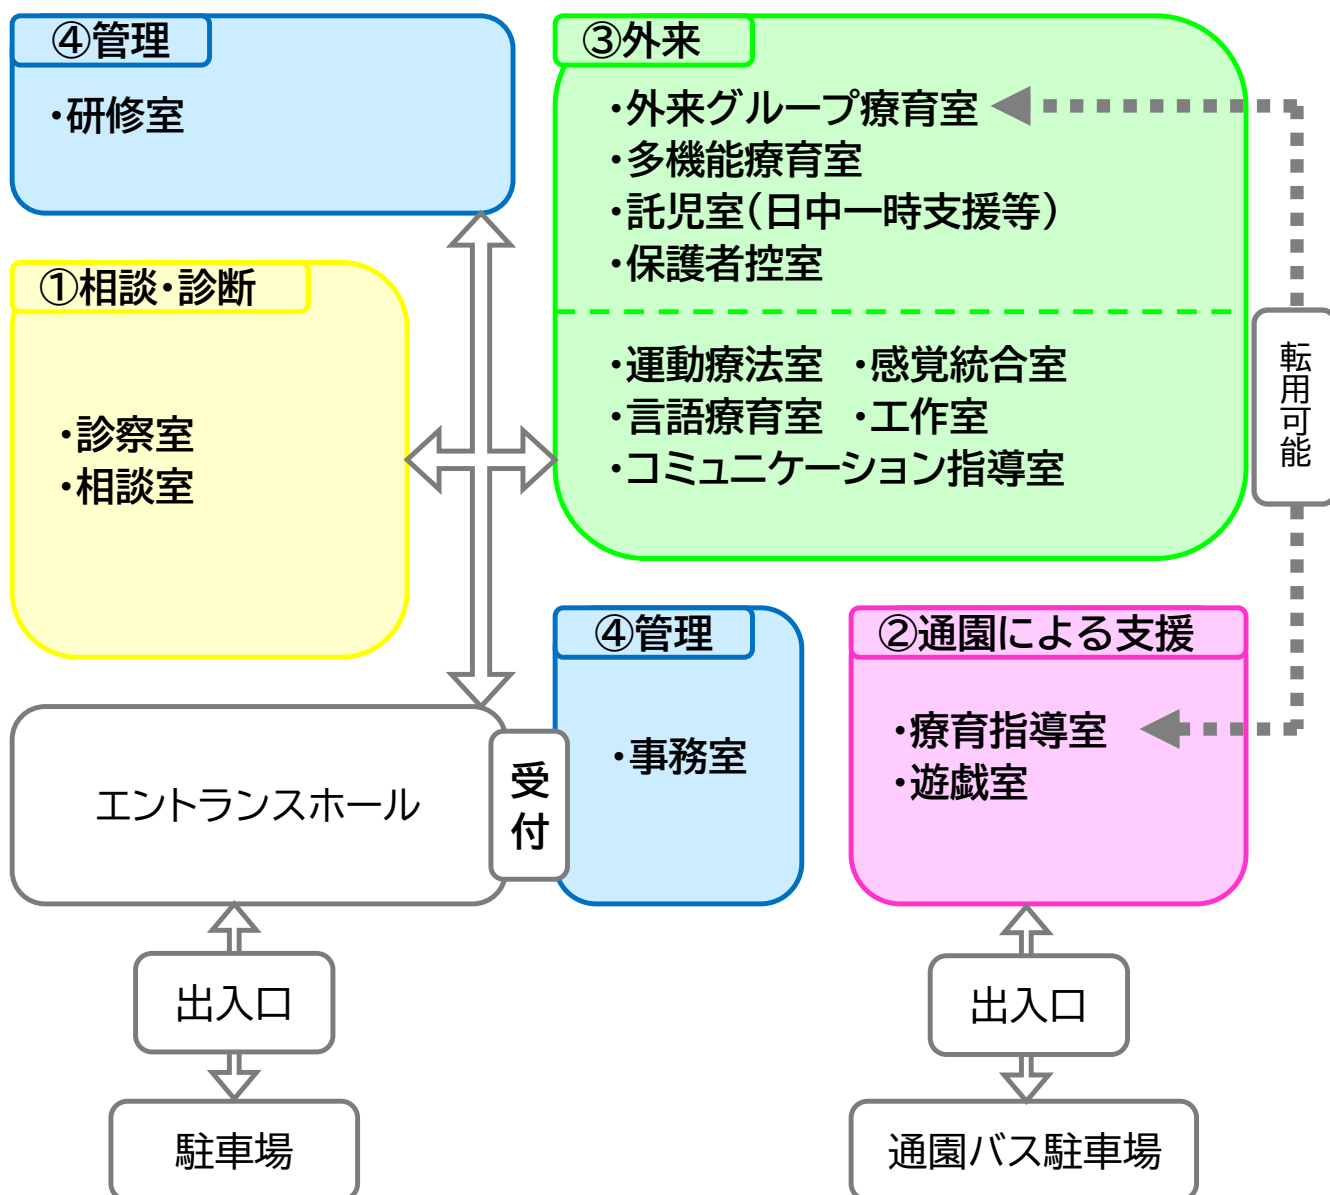 ④管理
・研修室
③外来
・外来グループ療育室
・多機能療育室
・託児室(日中一時支援等)
・保護者控室
・運動療法室 ・感覚統合室
・言語療育室 ・工作室
・コミュニケーション指導室
転用可能
①相談・診断
・診察室
・相談室
④管理
・事務室
②通園による支援
・療育指導室
・遊戯室
エントランスホール
受付
出入口
駐車場
出入口
通園バス駐車場